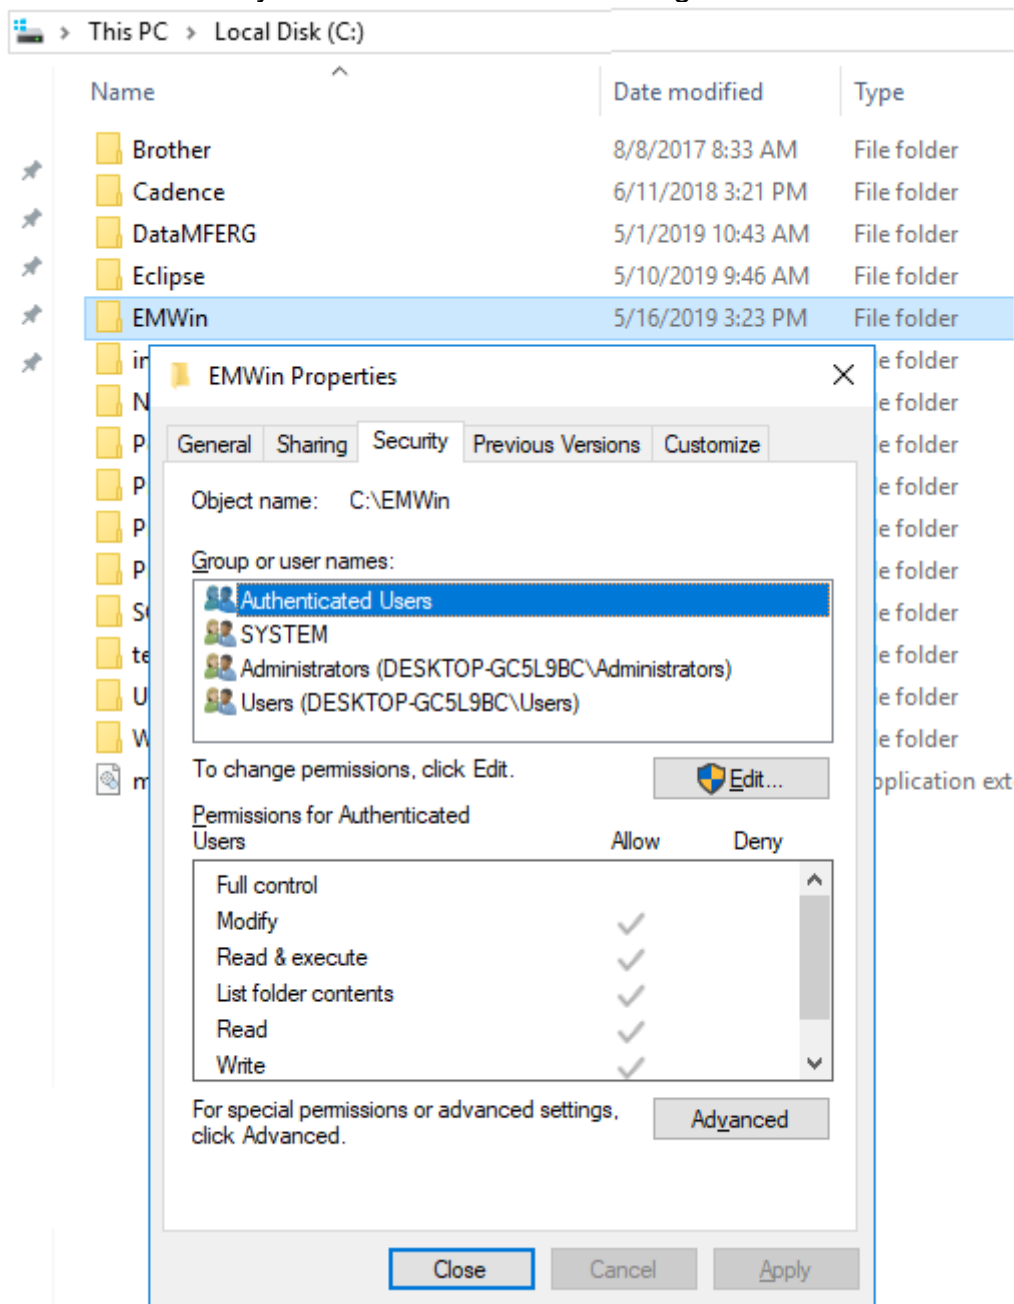 This PC > Local Disk (C:)
Name Date modified Type
Brother 8/8/2017 8:33 AM File folder
Cadence 6/11/2018 3:21 PM File folder
DataMFERG 5/1/2019 10:43 AM File folder
Eclipse 5/10/2019 9:46 AM File folder
EMWin 5/16/2019 3:23 PM File folder
EMWin Properties
General Sharing Security Previous Versions Customize
Object name: C:\EMWin
Group or user names:
Authenticated Users
SYSTEM
Administrators (DESKTOP-GC5L9BC\Administrators)
Users (DESKTOP-GC5L9BC\Users)
To change permissions, click Edit.
Edit...
Permissions for Authenticated
Users Allow Deny
Full control
Modify
Read & execute
List folder contents
Read
Write
For special permissions or advanced settings,
click Advanced.
Advanced
Close Cancel Apply